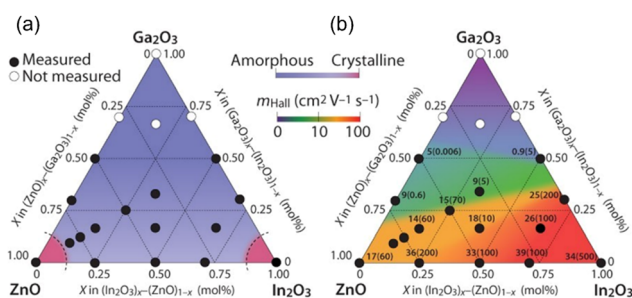 (a)
Ga2O3
Measured
Not measured
0
1.00
Amorphous Crystalline
0.25
0.75
X in (ZnO)x–(Ga2O3)1–x (mol%)
X in (Ga2O3)x–(In2O3)1–x (mol%)
0.50
0.50
0.75
0.25
1.00
0
0
0.25
0.50
0.75
1.00
ZnO
X in (In2O3)x–(ZnO)1–x (mol%)
In2O3
(b)
Ga2O3
mHall (cm2 V–1 s–1)
0 10 100
0
1.00
0.25
0.75
X in (ZnO)x–(Ga2O3)1–x (mol%)
X in (Ga2O3)x–(In2O3)1–x (mol%)
0.50
5(0.006)
0.9(5)
0.50
9(5)
0.75
9(0.6)
15(70)
25(200)
0.25
14(60)
18(10)
26(100)
1.00
17(60)
36(200)
33(100)
39(100)
34(500)
0
0
0.25
0.50
0.75
1.00
ZnO
X in (In2O3)x–(ZnO)1–x (mol%)
In2O3